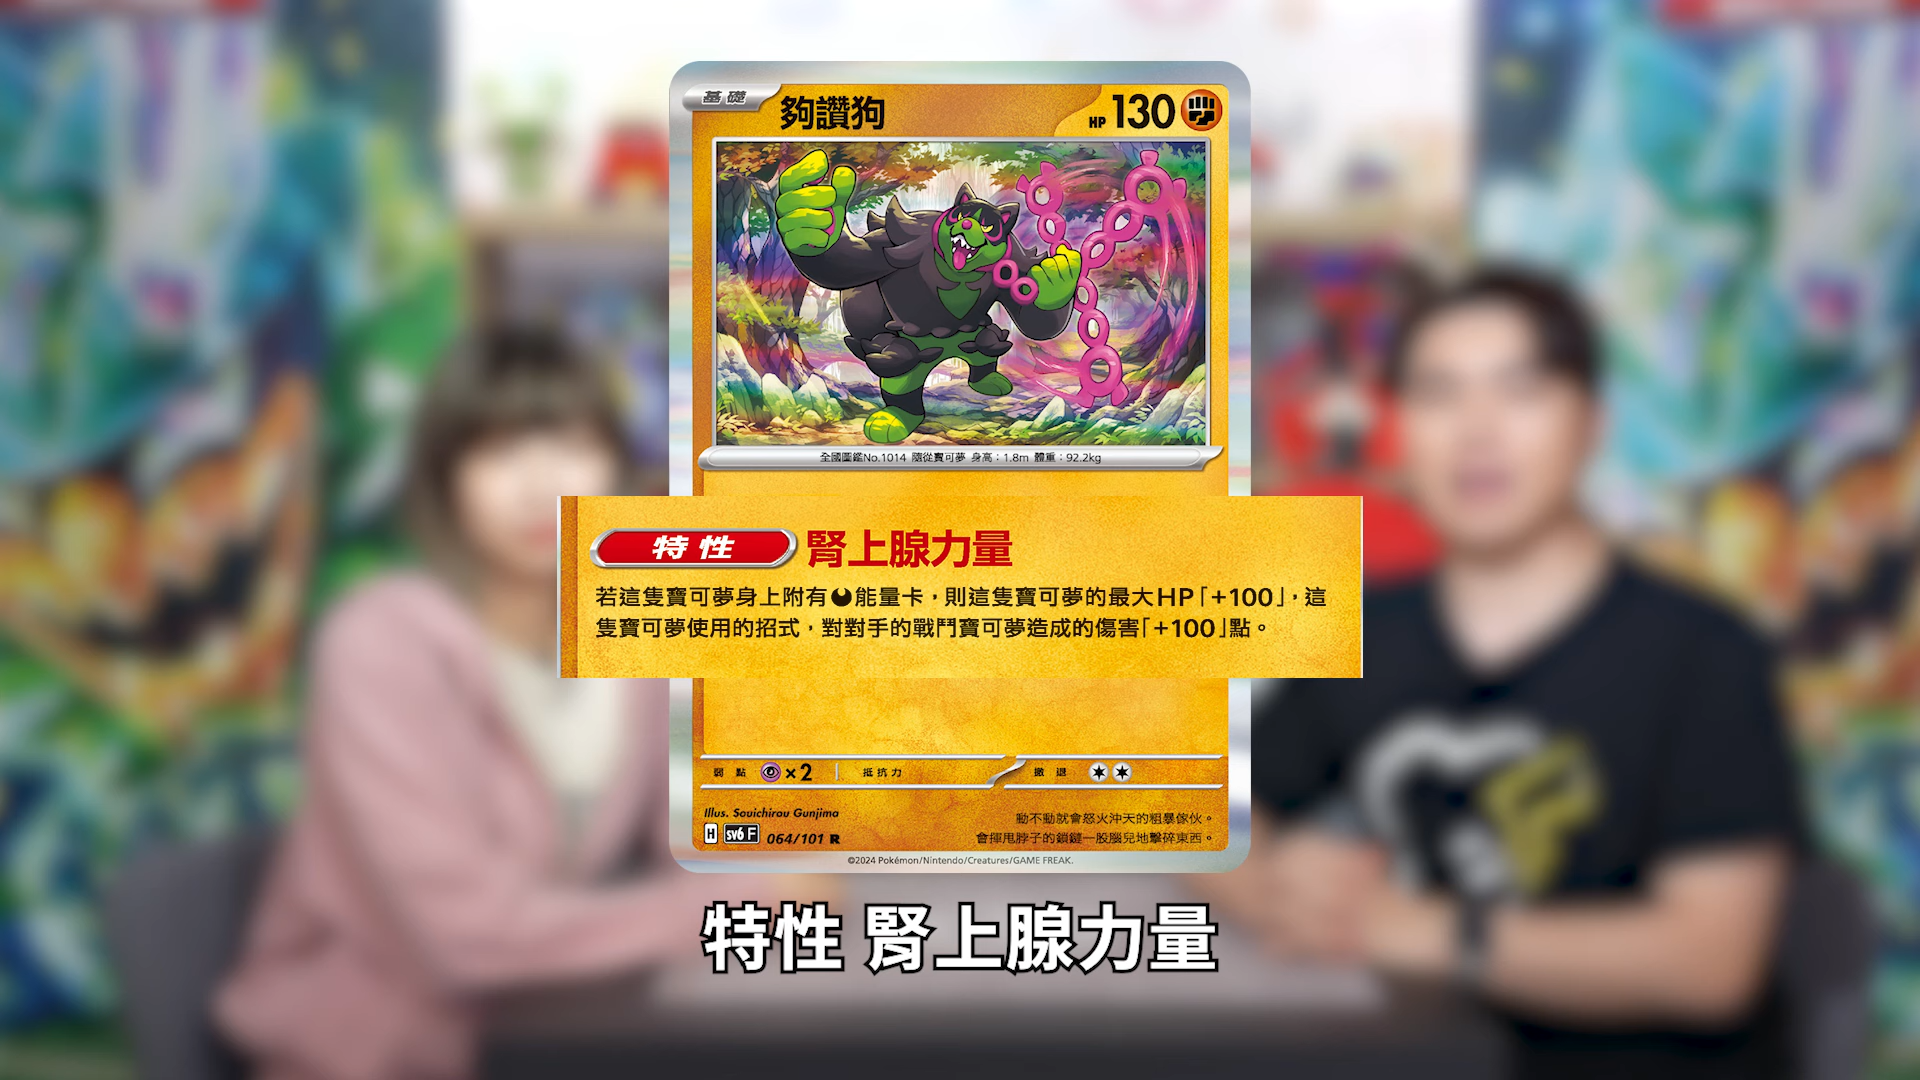 基礎 夠讚狗 HP 130
全國圖鑑No.1014 隨從寶可夢 身高：1.8m 體重：92.2kg
特性 腎上腺力量
若這隻寶可夢身上附有能量卡，則這隻寶可夢的最大HP「+100」，這
隻寶可夢使用的招式，對對手的戰鬥寶可夢造成的傷害「+100」點。
弱點 ×2 抵抗力 撤退
Illus. Souichirou Gunjima
H sv6 F 064/101 R
動不動就會怒火沖天的粗暴傢伙。
會揮甩脖子的鎖鏈一股腦兒地擊碎東西。
©2024 Pokémon/Nintendo/Creatures/GAME FREAK.
特性 腎上腺力量